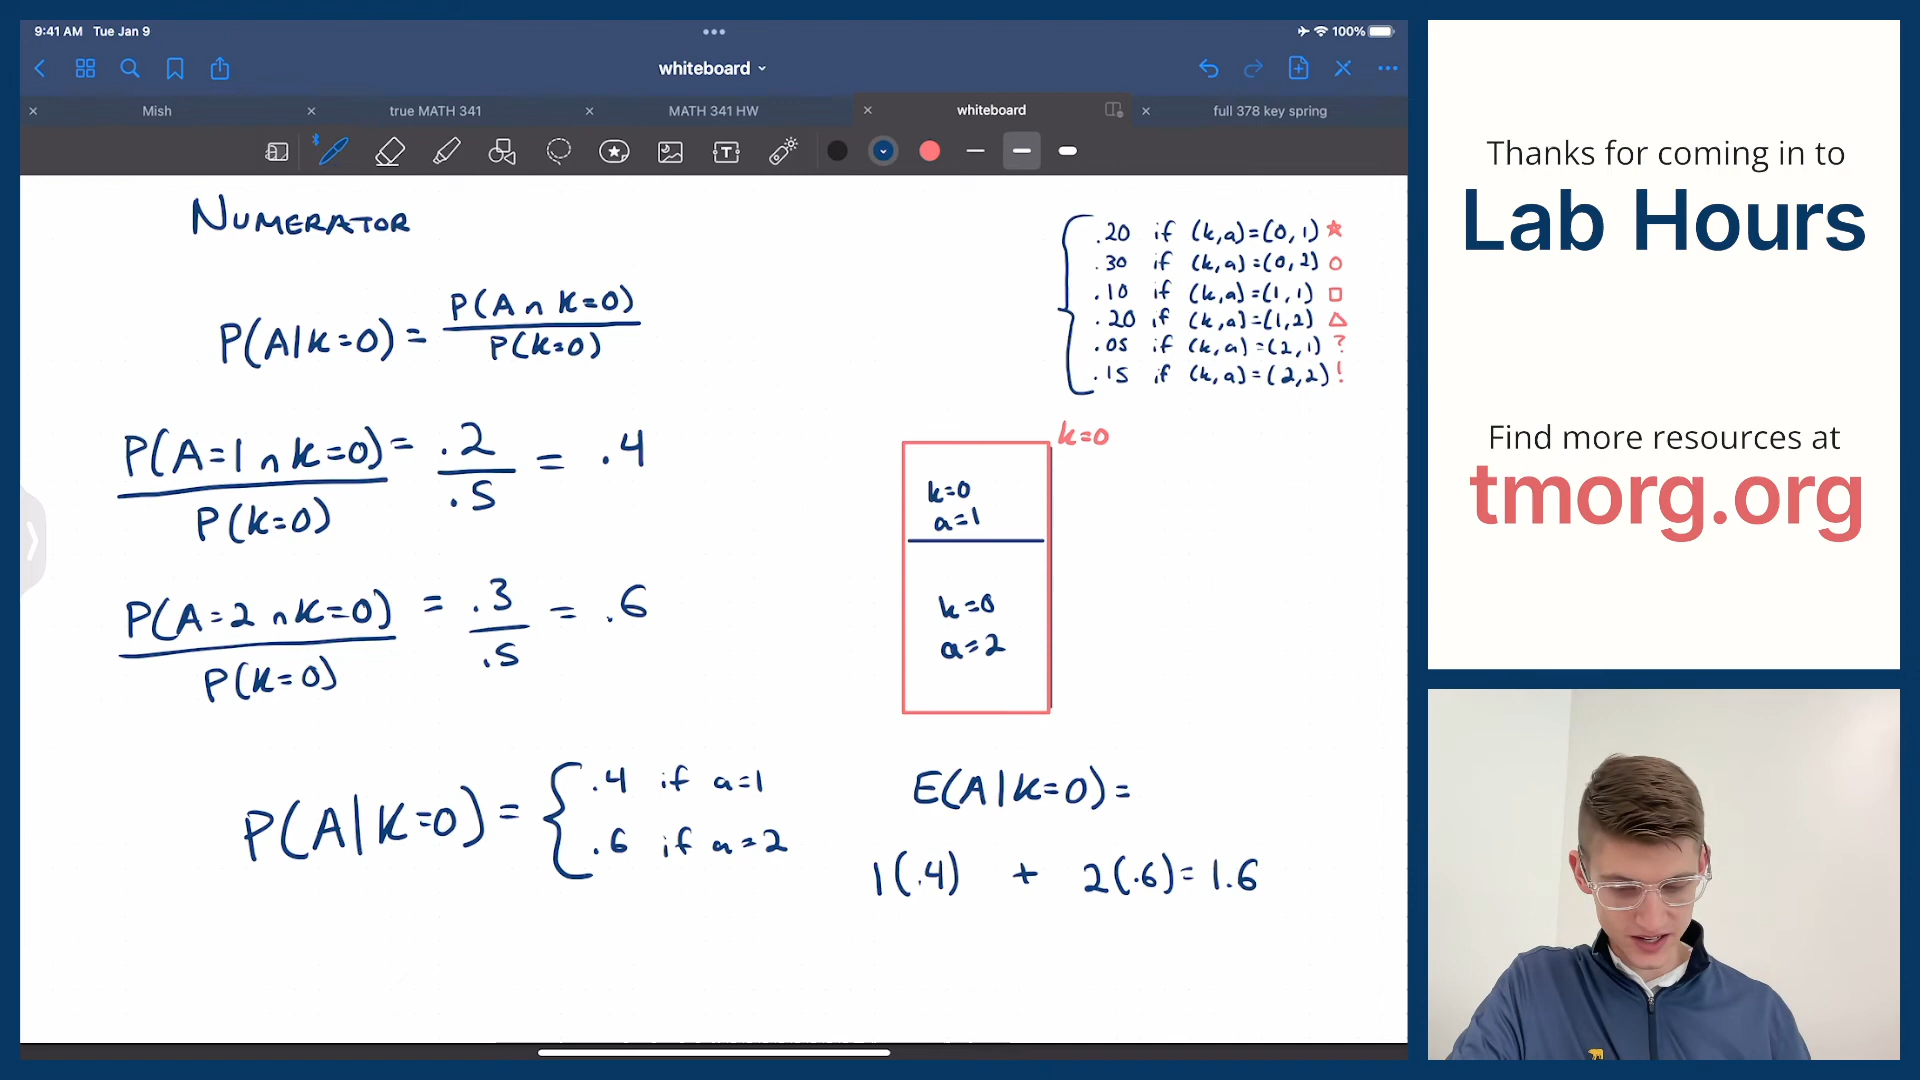 9:41 AM Tue Jan 9
100%
whiteboard
Mish
true MATH 341
MATH 341 HW
whiteboard
full 378 key spring
NUMERATOR
P(A|K=0) = P(A ∩ K=0) / P(K=0)
P(A=1 ∩ K=0) / P(K=0) = .2 / .5 = .4
P(A=2 ∩ K=0) / P(K=0) = .3 / .5 = .6
P(A|K=0) = { .4 if a=1
.6 if a=2
{ .20 if (k,a)=(0,1) ☆
.30 if (k,a)=(0,2) ○
.10 if (k,a)=(1,1) □
.20 if (k,a)=(1,2) △
.05 if (k,a)=(2,1) ?
.15 if (k,a)=(2,2) !
k=0
k=0
a=1
k=0
a=2
E(A|K=0) =
1(.4) + 2(.6) = 1.6
Thanks for coming in to
Lab Hours
Find more resources at
tmorg.org